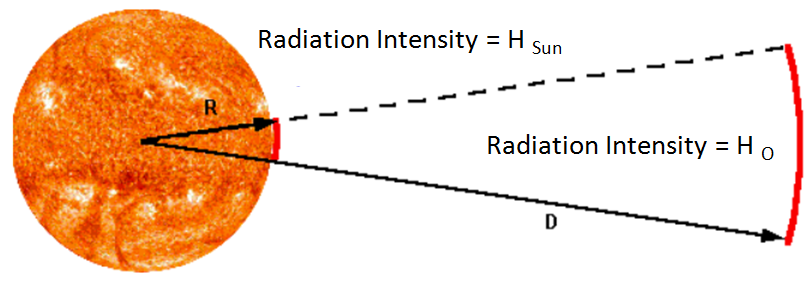 Radiation Intensity = H Sun
R
Radiation Intensity = H O
D